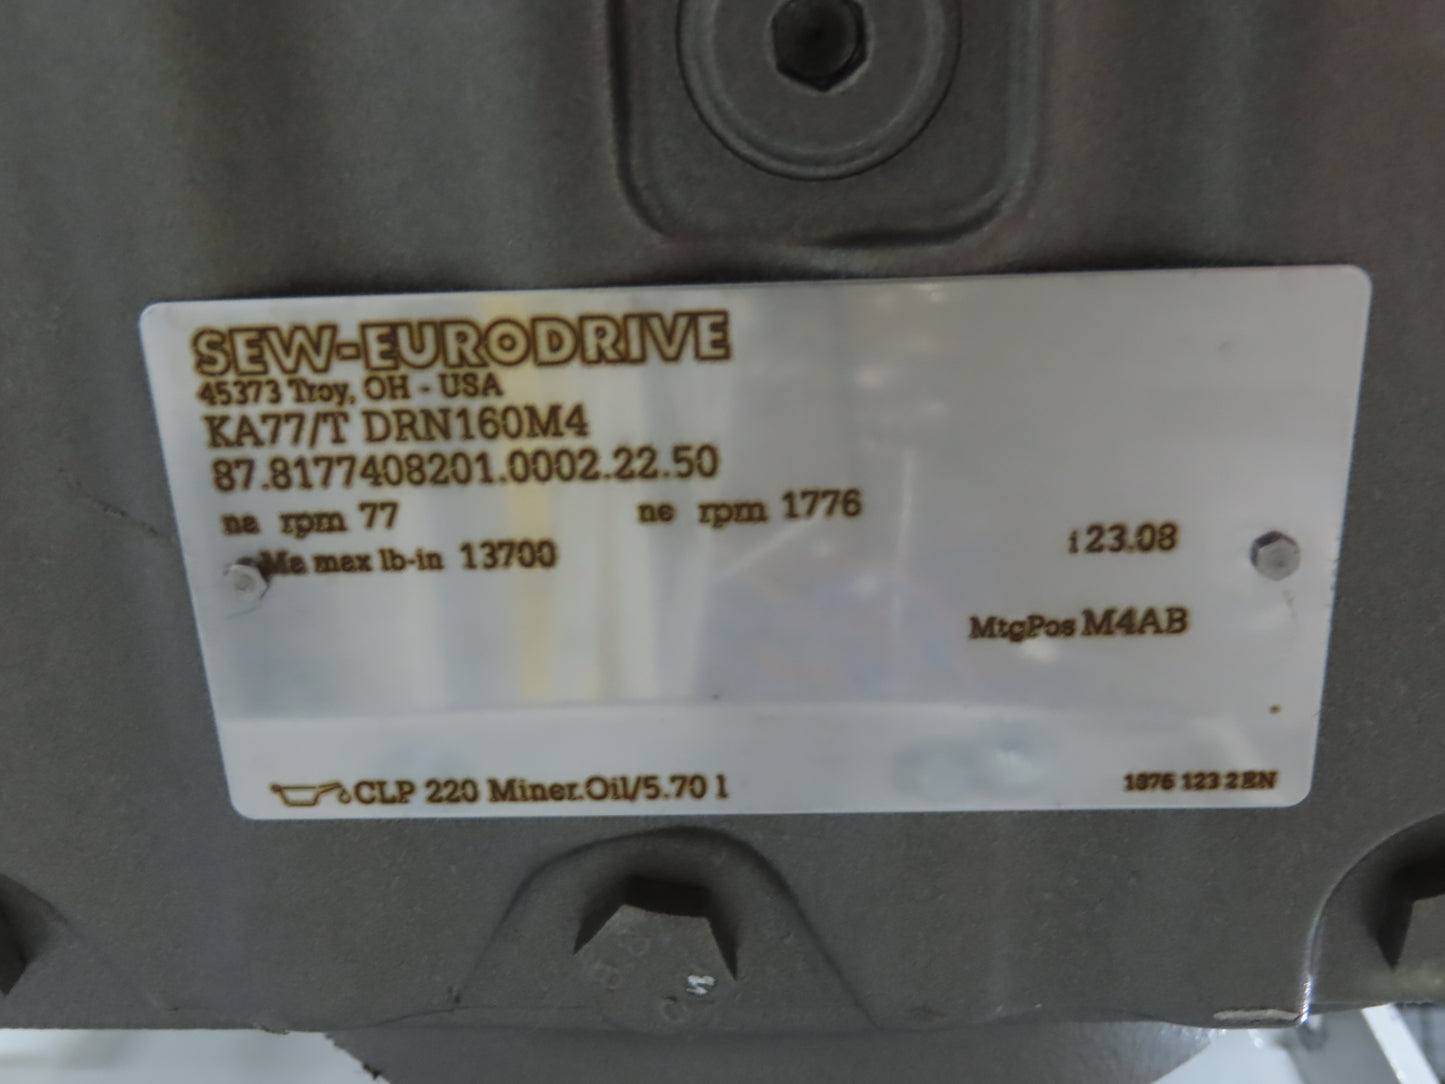 SEW-EURODRIVE
45373 Troy, OH - USA
KA77/T DRN160M4
87.8177408201.0002.22.50
na rpm 77 ne rpm 1776
i 23.08
Ma max lb-in 13700
MtgPos M4AB
CLP 220 Miner.Oil/5.70 l
1876 123 2 EN